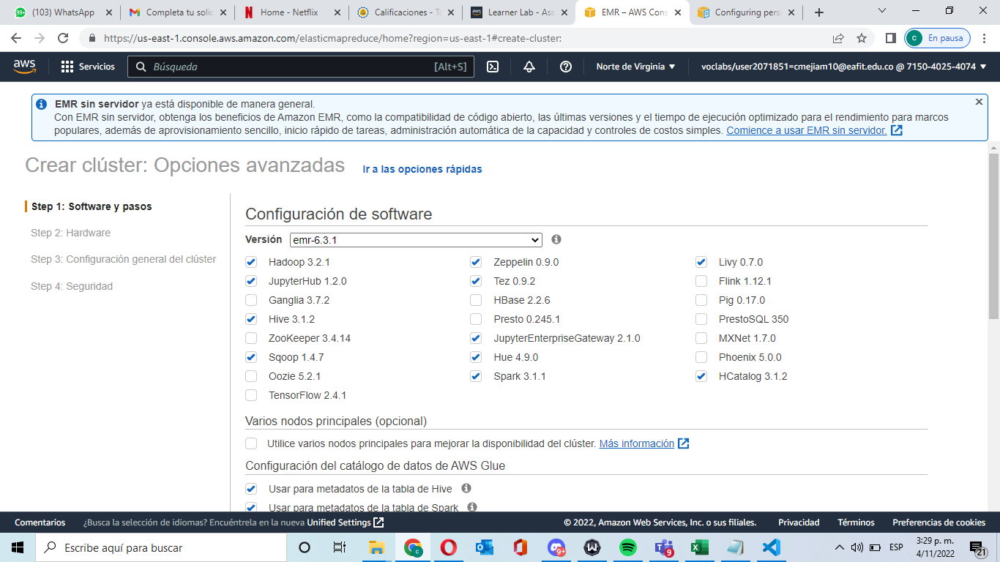 (103) WhatsApp
Completa tu solic
Home - Netflix
Calificaciones - Ta
Learner Lab - Ass
EMR – AWS Cons
Configuring persi
https://us-east-1.console.aws.amazon.com/elasticmapreduce/home?region=us-east-1#create-cluster:
c En pausa
aws
Servicios
Búsqueda
[Alt+S]
Norte de Virginia
voclabs/user2071851=cmejiam10@eafit.edu.co @ 7150-4025-4074
EMR sin servidor ya está disponible de manera general.
Con EMR sin servidor, obtenga los beneficios de Amazon EMR, como la compatibilidad de código abierto, las últimas versiones y el tiempo de ejecución optimizado para el rendimiento para marcos
populares, además de aprovisionamiento sencillo, inicio rápido de tareas, administración automática de la capacidad y controles de costos simples. Comience a usar EMR sin servidor.
Crear clúster: Opciones avanzadas
Ir a las opciones rápidas
Step 1: Software y pasos
Step 2: Hardware
Step 3: Configuración general del clúster
Step 4: Seguridad
Configuración de software
Versión emr-6.3.1
Hadoop 3.2.1 Zeppelin 0.9.0 Livy 0.7.0
JupyterHub 1.2.0 Tez 0.9.2 Flink 1.12.1
Ganglia 3.7.2 HBase 2.2.6 Pig 0.17.0
Hive 3.1.2 Presto 0.245.1 PrestoSQL 350
ZooKeeper 3.4.14 JupyterEnterpriseGateway 2.1.0 MXNet 1.7.0
Sqoop 1.4.7 Hue 4.9.0 Phoenix 5.0.0
Oozie 5.2.1 Spark 3.1.1 HCatalog 3.1.2
TensorFlow 2.4.1
Varios nodos principales (opcional)
Utilice varios nodos principales para mejorar la disponibilidad del clúster. Más información
Configuración del catálogo de datos de AWS Glue
Usar para metadatos de la tabla de Hive
Usar para metadatos de la tabla de Spark
Comentarios
¿Busca la selección de idiomas? Encuéntrela en la nueva Unified Settings
© 2022, Amazon Web Services, Inc. o sus filiales.
Privacidad
Términos
Preferencias de cookies
Escribe aquí para buscar
9+
9
ESP
3:29 p. m.
4/11/2022
21